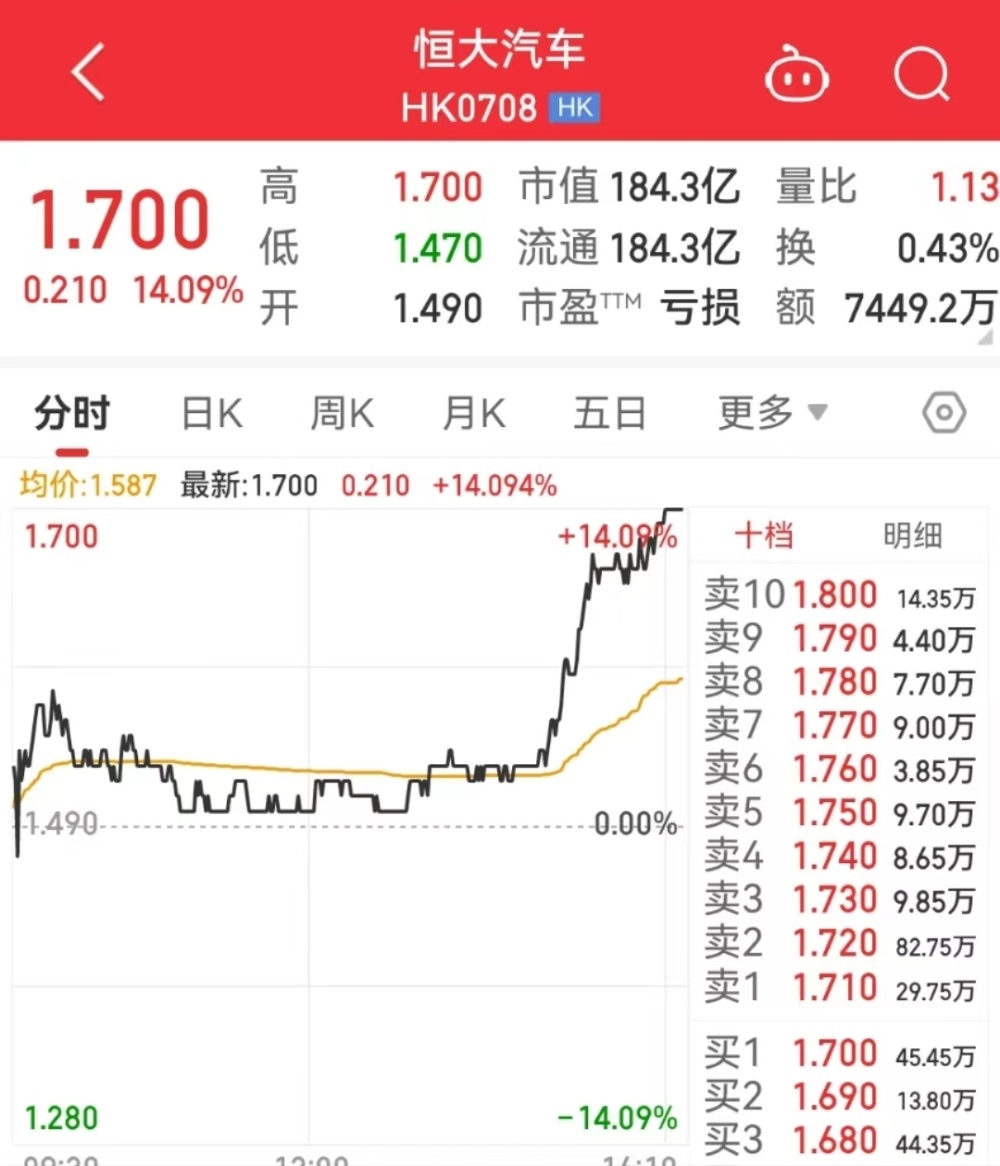 恒大汽车
HK0708 HK
1.700
0.210 14.09%
高 1.700 市值 184.3亿 量比 1.13
低 1.470 流通 184.3亿 换 0.43%
开 1.490 市盈TTM 亏损 额 7449.2万
分时 日K 周K 月K 五日 更多
均价:1.587 最新:1.700 0.210 +14.094%
1.700 +14.09%
1.490 0.00%
1.280 -14.09%
十档 明细
卖10 1.800 14.35万
卖9 1.790 4.40万
卖8 1.780 7.70万
卖7 1.770 9.00万
卖6 1.760 3.85万
卖5 1.750 9.70万
卖4 1.740 8.65万
卖3 1.730 9.85万
卖2 1.720 82.75万
卖1 1.710 29.75万
买1 1.700 45.45万
买2 1.690 13.80万
买3 1.680 44.35万